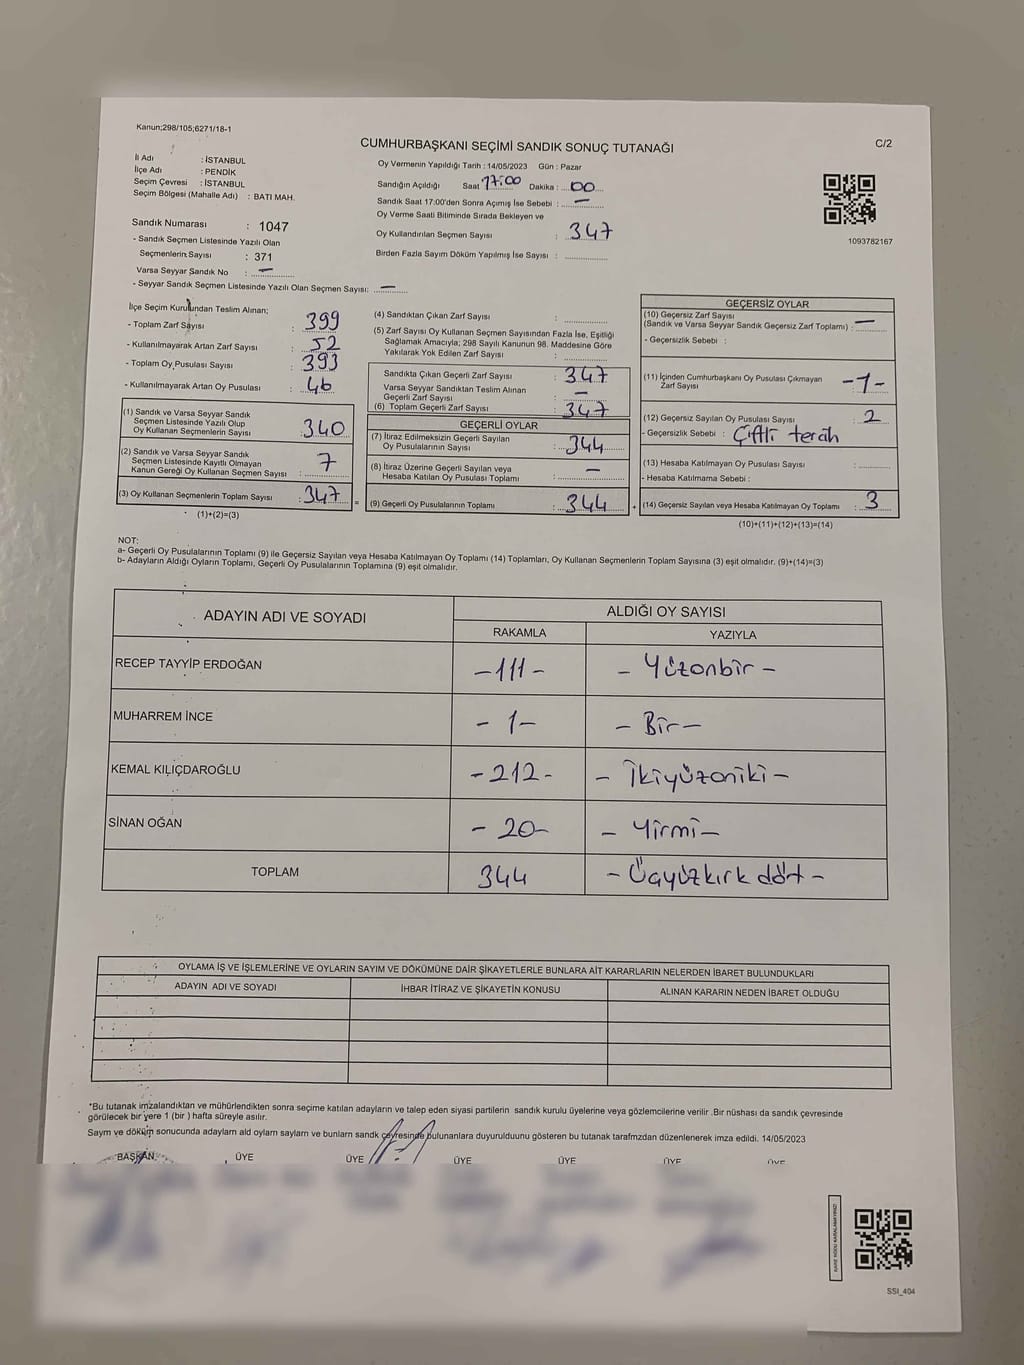 Kanun;298/105;6271/18-1
CUMHURBAŞKANI SEÇİMİ SANDIK SONUÇ TUTANAĞI
C/2
İl Adı : İSTANBUL
İlçe Adı : PENDİK
Seçim Çevresi : İSTANBUL
Seçim Bölgesi (Mahalle Adı) : BATI MAH.
Sandık Numarası : 1047
- Sandık Seçmen Listesinde Yazılı Olan
Seçmenlerin Sayısı : 371
Varsa Seyyar Sandık No : —
- Seyyar Sandık Seçmen Listesinde Yazılı Olan Seçmen Sayısı: —
Oy Vermenin Yapıldığı Tarih : 14/05/2023 Gün : Pazar
Sandığın Açıldığı Saat 17:00 Dakika : 00
Sandık Saat 17:00'den Sonra Açımış İse Sebebi : —
Oy Verme Saati Bitiminde Sırada Bekleyen ve
Oy Kullandırılan Seçmen Sayısı : 347
Birden Fazla Sayım Döküm Yapılmış İse Sayısı :
1093782167
İlçe Seçim Kurulundan Teslim Alınan;
- Toplam Zarf Sayısı : 399
- Kullanılmayarak Artan Zarf Sayısı : 52
- Toplam Oy Pusulası Sayısı : 393
- Kullanılmayarak Artan Oy Pusulası : 46
(1) Sandık ve Varsa Seyyar Sandık
Seçmen Listesinde Yazılı Olup
Oy Kullanan Seçmenlerin Sayısı : 340
(2) Sandık ve Varsa Seyyar Sandık
Seçmen Listesinde Kayıtlı Olmayan
Kanun Gereği Oy Kullanan Seçmen Sayısı : 7
(3) Oy Kullanan Seçmenlerin Toplam Sayısı : 347 =
(1)+(2)=(3)
(4) Sandıktan Çıkan Zarf Sayısı :
(5) Zarf Sayısı Oy Kullanan Seçmen Sayısından Fazla İse, Eşitliği
Sağlamak Amacıyla; 298 Sayılı Kanunun 98. Maddesine Göre
Yakılarak Yok Edilen Zarf Sayısı :
Sandıkta Çıkan Geçerli Zarf Sayısı : 347
Varsa Seyyar Sandıktan Teslim Alınan
Geçerli Zarf Sayısı : —
(6) Toplam Geçerli Zarf Sayısı : 347
GEÇERLİ OYLAR
(7) İtiraz Edilmeksizin Geçerli Sayılan
Oy Pusulalarının Sayısı : 344
(8) İtiraz Üzerine Geçerli Sayılan veya
Hesaba Katılan Oy Pusulası Toplamı : —
(9) Geçerli Oy Pusulalarının Toplamı : 344 +
GEÇERSİZ OYLAR
(10) Geçersiz Zarf Sayısı
(Sandık ve Varsa Seyyar Sandık Geçersiz Zarf Toplamı) : —
- Geçersizlik Sebebi :
(11) İçinden Cumhurbaşkanı Oy Pusulası Çıkmayan
Zarf Sayısı -1-
(12) Geçersiz Sayılan Oy Pusulası Sayısı : 2
- Geçersizlik Sebebi : Çiftli tercih
(13) Hesaba Katılmayan Oy Pusulası Sayısı :
- Hesaba Katılmama Sebebi :
(14) Geçersiz Sayılan veya Hesaba Katılmayan Oy Toplamı : 3
(10)+(11)+(12)+(13)=(14)
NOT:
a- Geçerli Oy Pusulalarının Toplamı (9) ile Geçersiz Sayılan veya Hesaba Katılmayan Oy Toplamı (14) Toplamları, Oy Kullanan Seçmenlerin Toplam Sayısına (3) eşit olmalıdır. (9)+(14)=(3)
b- Adayların Aldığı Oyların Toplamı, Geçerli Oy Pusulalarının Toplamına (9) eşit olmalıdır.
ADAYIN ADI VE SOYADI ALDIĞI OY SAYISI
RAKAMLA YAZIYLA
RECEP TAYYİP ERDOĞAN -111- - Yüzonbir -
MUHARREM İNCE - 1 - - Bir -
KEMAL KILIÇDAROĞLU -212- - İkiyüzoniki -
SİNAN OĞAN - 20- - Yirmi -
TOPLAM 344 - Üçyüzkırk dört -
OYLAMA İŞ VE İŞLEMLERİNE VE OYLARIN SAYIM VE DÖKÜMÜNE DAİR ŞİKAYETLERLE BUNLARA AİT KARARLARIN NELERDEN İBARET BULUNDUKLARI
ADAYIN ADI VE SOYADI İHBAR İTİRAZ VE ŞİKAYETİN KONUSU ALINAN KARARIN NEDEN İBARET OLDUĞU
*Bu tutanak imzalandıktan ve mühürlendikten sonra seçime katılan adayların ve talep eden siyasi partilerin sandık kurulu üyelerine veya gözlemcilerine verilir .Bir nüshası da sandık çevresinde
görülecek bir yere 1 (bir ) hafta süreyle asılır.
Sayım ve döküm sonucunda adayların ald oyların sayları ve bunların sandık çevresinde bulunanlara duyurulduunu gösteren bu tutanak tarafmzdan düzenlenerek imza edildi. 14/05/2023
BAŞKAN ÜYE ÜYE ÜYE ÜYE ÜYE ÜYE
KARE KODU KARALAMAYINIZ!
SSI_404